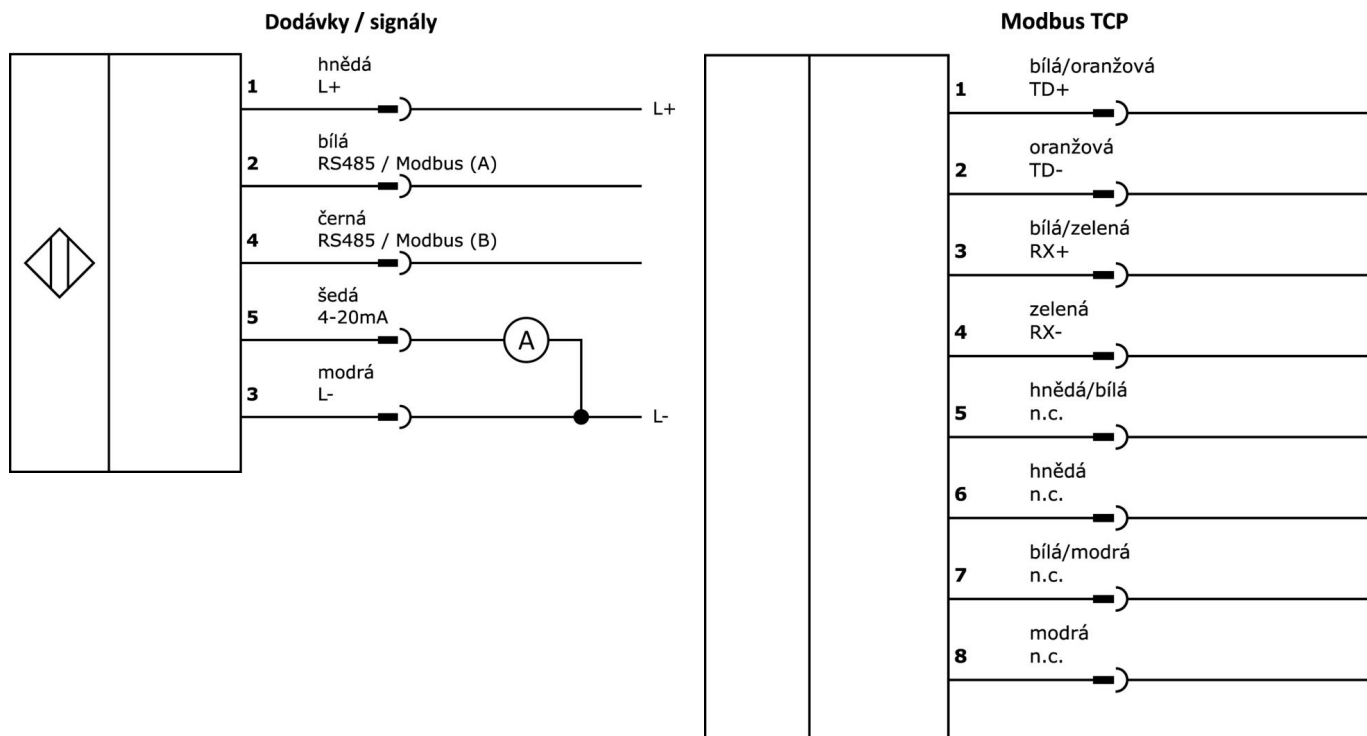 Dodávky / signály
hnědá
1 L+
L+
bílá
2 RS485 / Modbus (A)
černá
4 RS485 / Modbus (B)
šedá
5 4-20mA
A
modrá
3 L-
L-
Modbus TCP
bílá/oranžová
1 TD+
oranžová
2 TD-
bílá/zelená
3 RX+
zelená
4 RX-
hnědá/bílá
5 n.c.
hnědá
6 n.c.
bílá/modrá
7 n.c.
modrá
8 n.c.